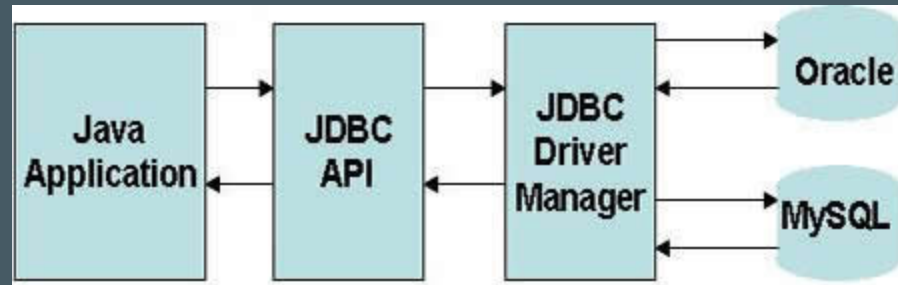 Java
Application
JDBC
API
JDBC
Driver
Manager
Oracle
MySQL